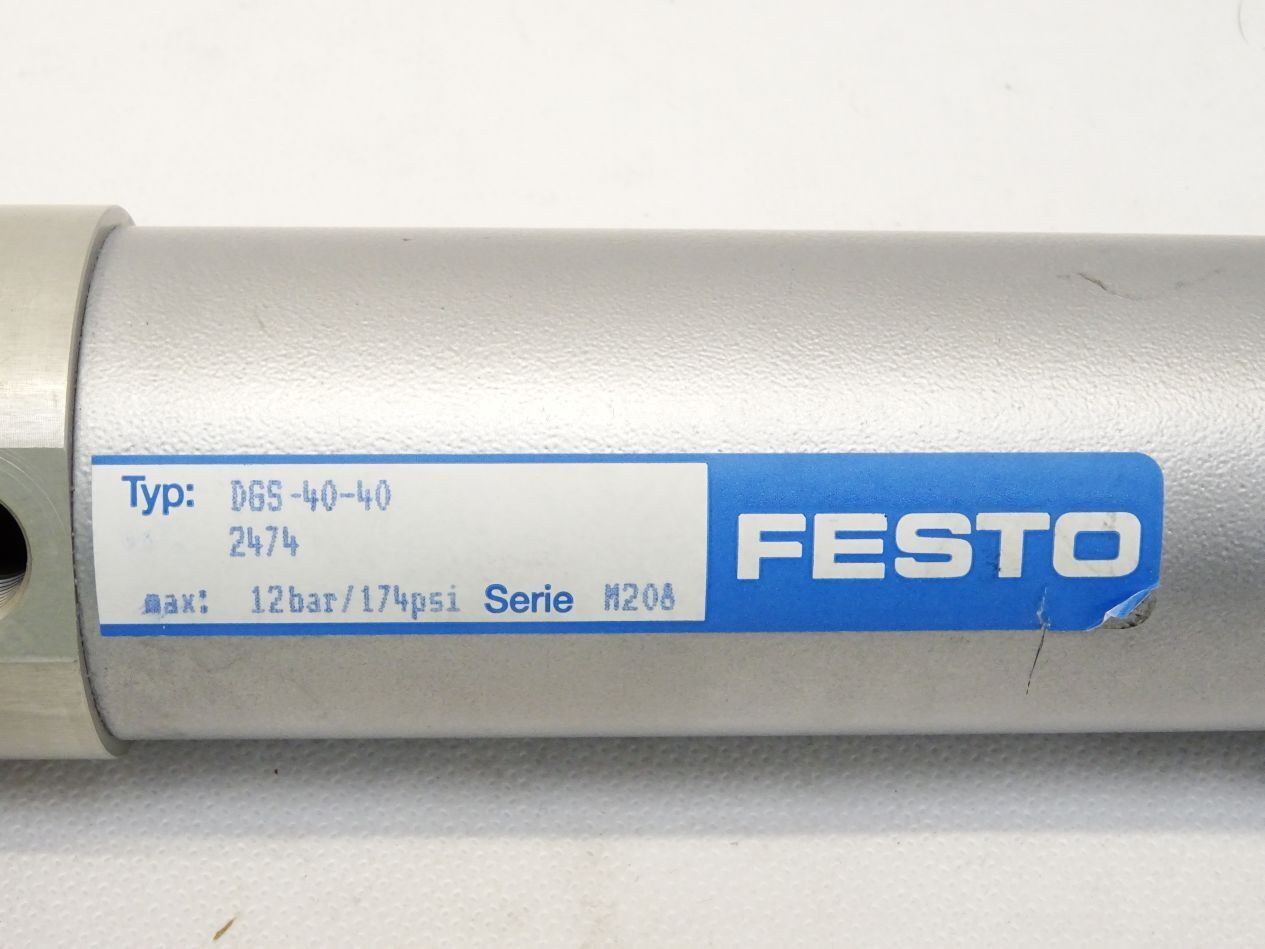 Typ: DGS-40-40
2474
max: 12bar/174psi Serie M208
FESTO